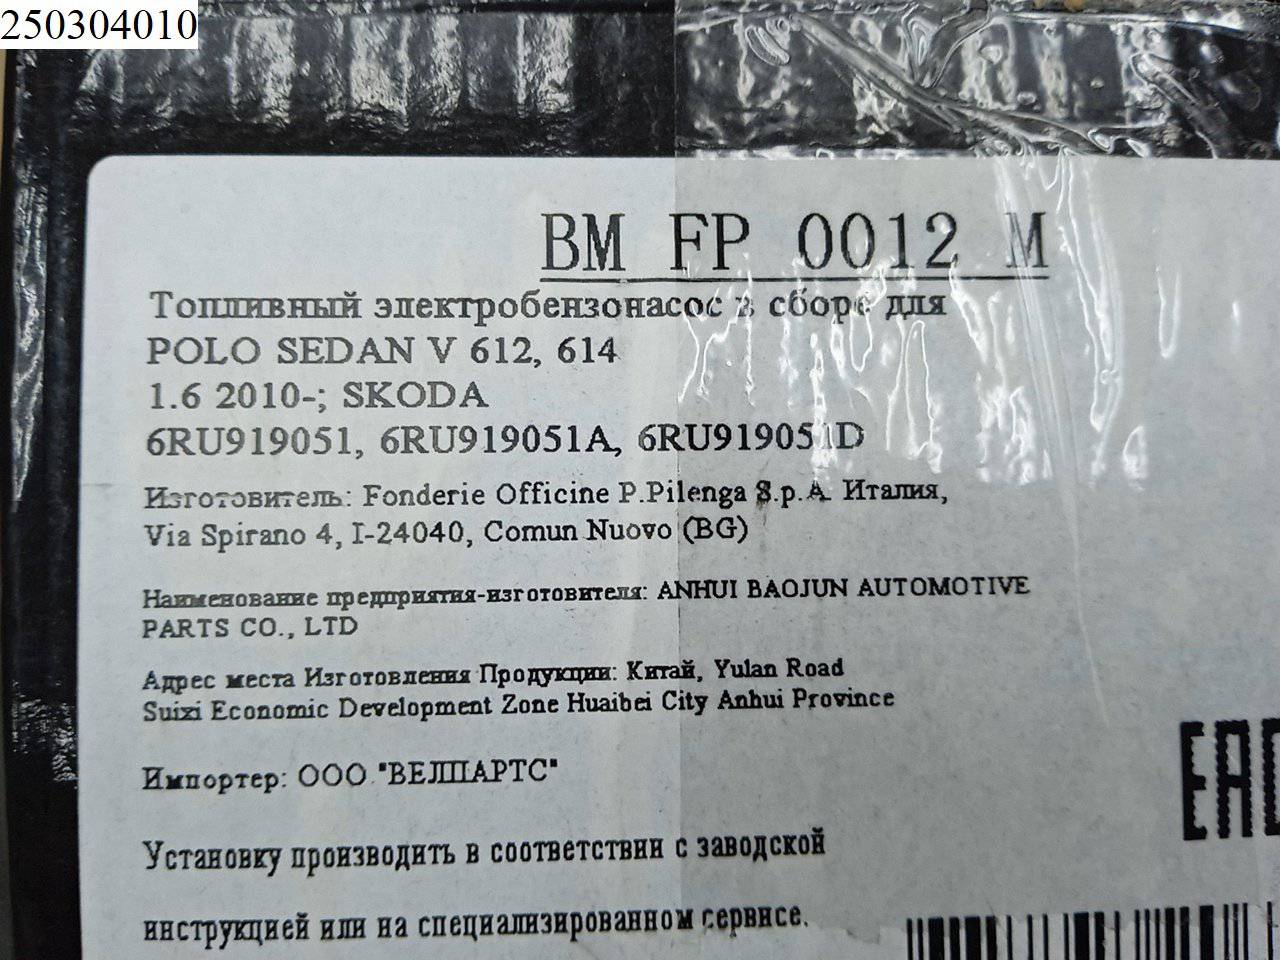 250304010
BM FP 0012 M
Топливный электробензонасос в сборе для
POLO SEDAN V 612, 614
1.6 2010-; SKODA
6RU919051, 6RU919051A, 6RU919051D
Изготовитель: Fonderie Officine P.Pilenga S.p.A. Италия,
Via Spirano 4, I-24040, Comun Nuovo (BG)
Наименование предприятия-изготовителя: ANHUI BAOJUN AUTOMOTIVE
PARTS CO., LTD
Адрес места Изготовления Продукции: Китай, Yulan Road
Suixi Economic Development Zone Huaibei City Anhui Province
Импортер: ООО "ВЕЛПАРТС"
EAC
Установку производить в соответствии с заводской
инструкцией или на специализированном сервисе.